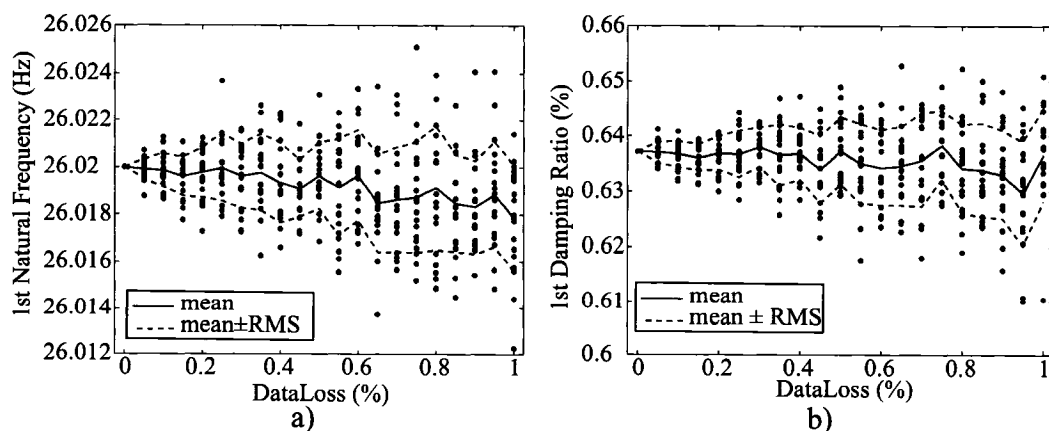 1st Natural Frequency (Hz)
26.026
26.024
26.022
26.02
26.018
26.016
26.014
26.012
mean
mean±RMS
0 0.2 0.4 0.6 0.8 1
DataLoss (%)
a)
1st Damping Ratio (%)
0.66
0.65
0.64
0.63
0.62
0.61
0.6
mean
mean ± RMS
0 0.2 0.4 0.6 0.8 1
DataLoss (%)
b)